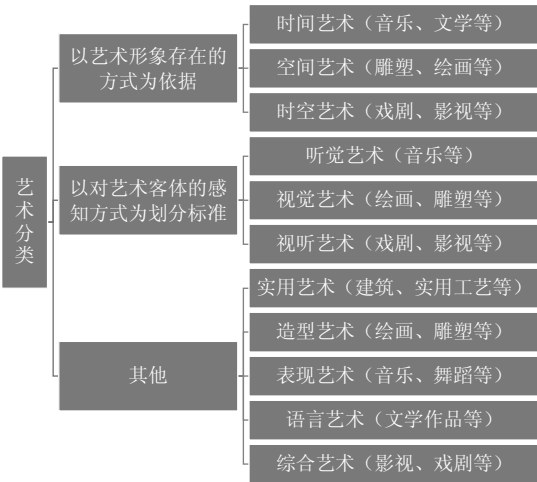 艺术分类
以艺术形象存在的
方式为依据
时间艺术（音乐、文学等）
空间艺术（雕塑、绘画等）
时空艺术（戏剧、影视等）
以对艺术客体的感
知方式为划分标准
听觉艺术（音乐等）
视觉艺术（绘画、雕塑等）
视听艺术（戏剧、影视等）
其他
实用艺术（建筑、实用工艺等）
造型艺术（绘画、雕塑等）
表现艺术（音乐、舞蹈等）
语言艺术（文学作品等）
综合艺术（影视、戏剧等）